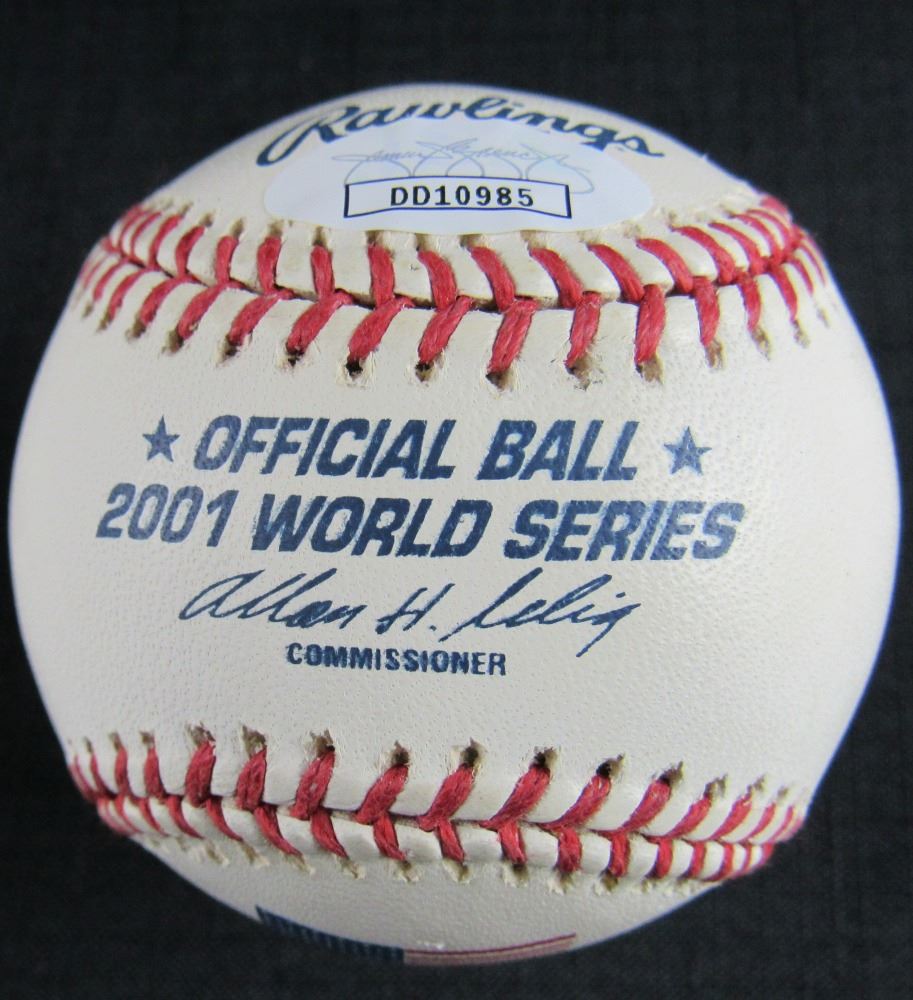 Rawlings
DD10985
★ OFFICIAL BALL ★
2001 WORLD SERIES
Allan H. Selig
COMMISSIONER